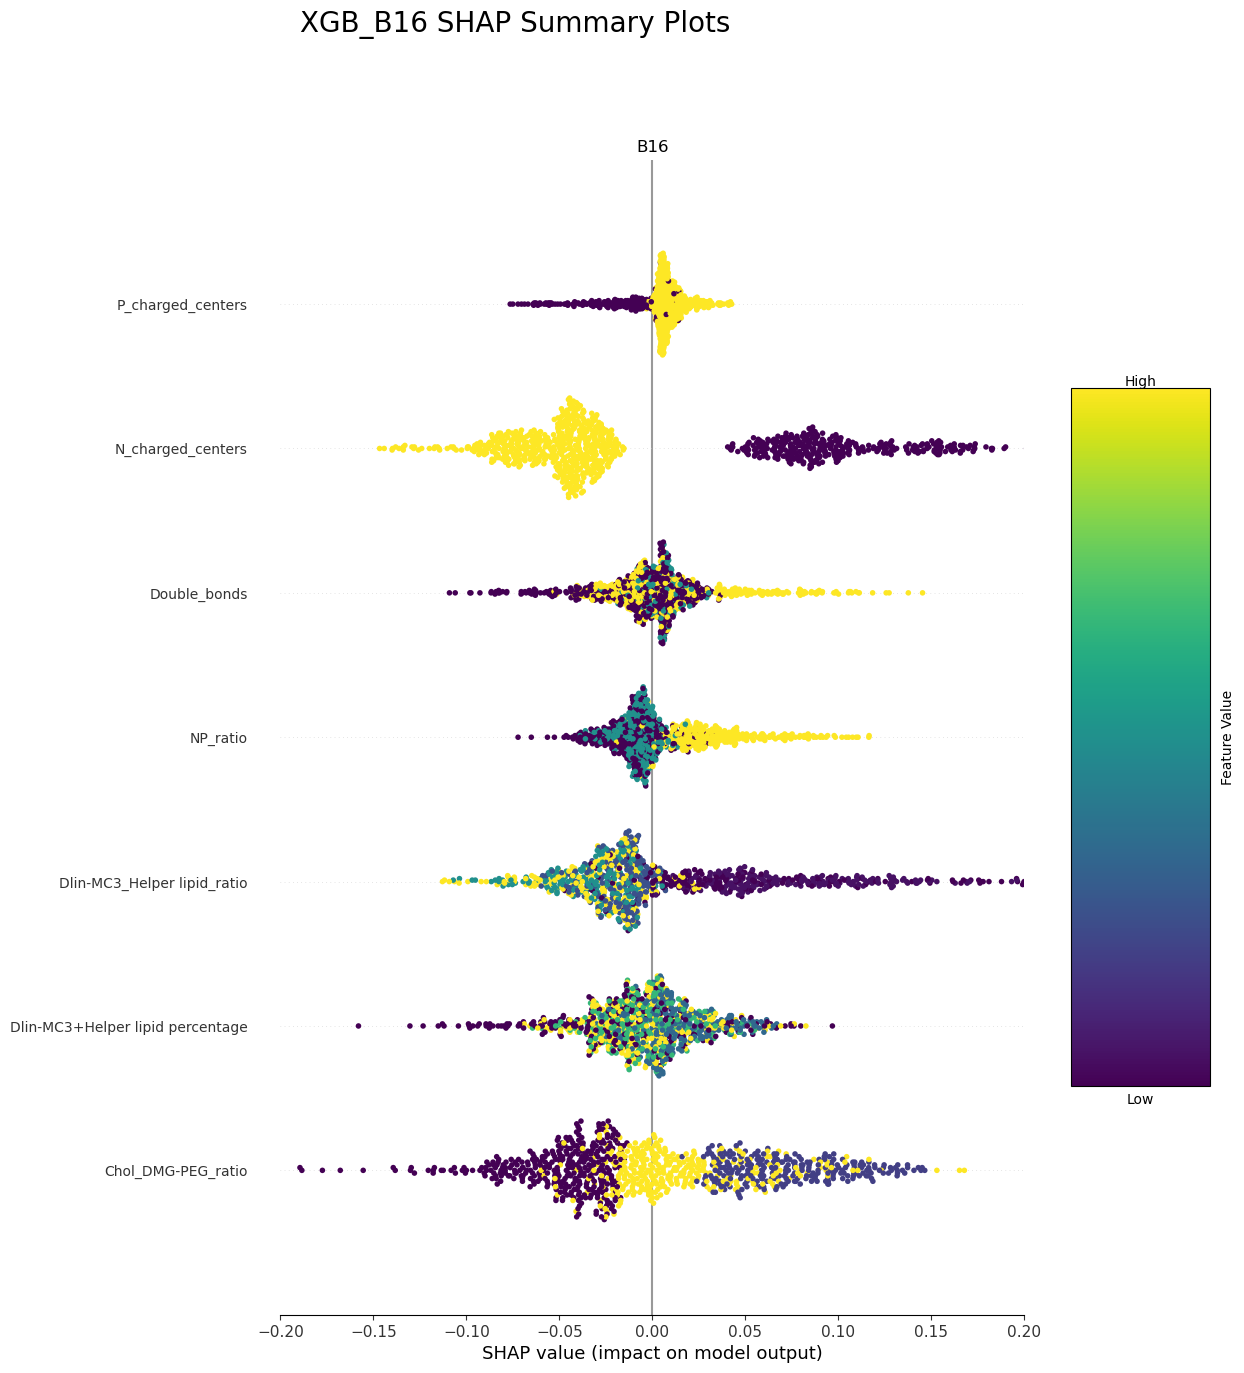 XGB_B16 SHAP Summary Plots
B16
P_charged_centers
N_charged_centers
Double_bonds
NP_ratio
Dlin-MC3_Helper lipid_ratio
Dlin-MC3+Helper lipid percentage
Chol_DMG-PEG_ratio
−0.20 −0.15 −0.10 −0.05 0.00 0.05 0.10 0.15 0.20
SHAP value (impact on model output)
High
Feature Value
Low